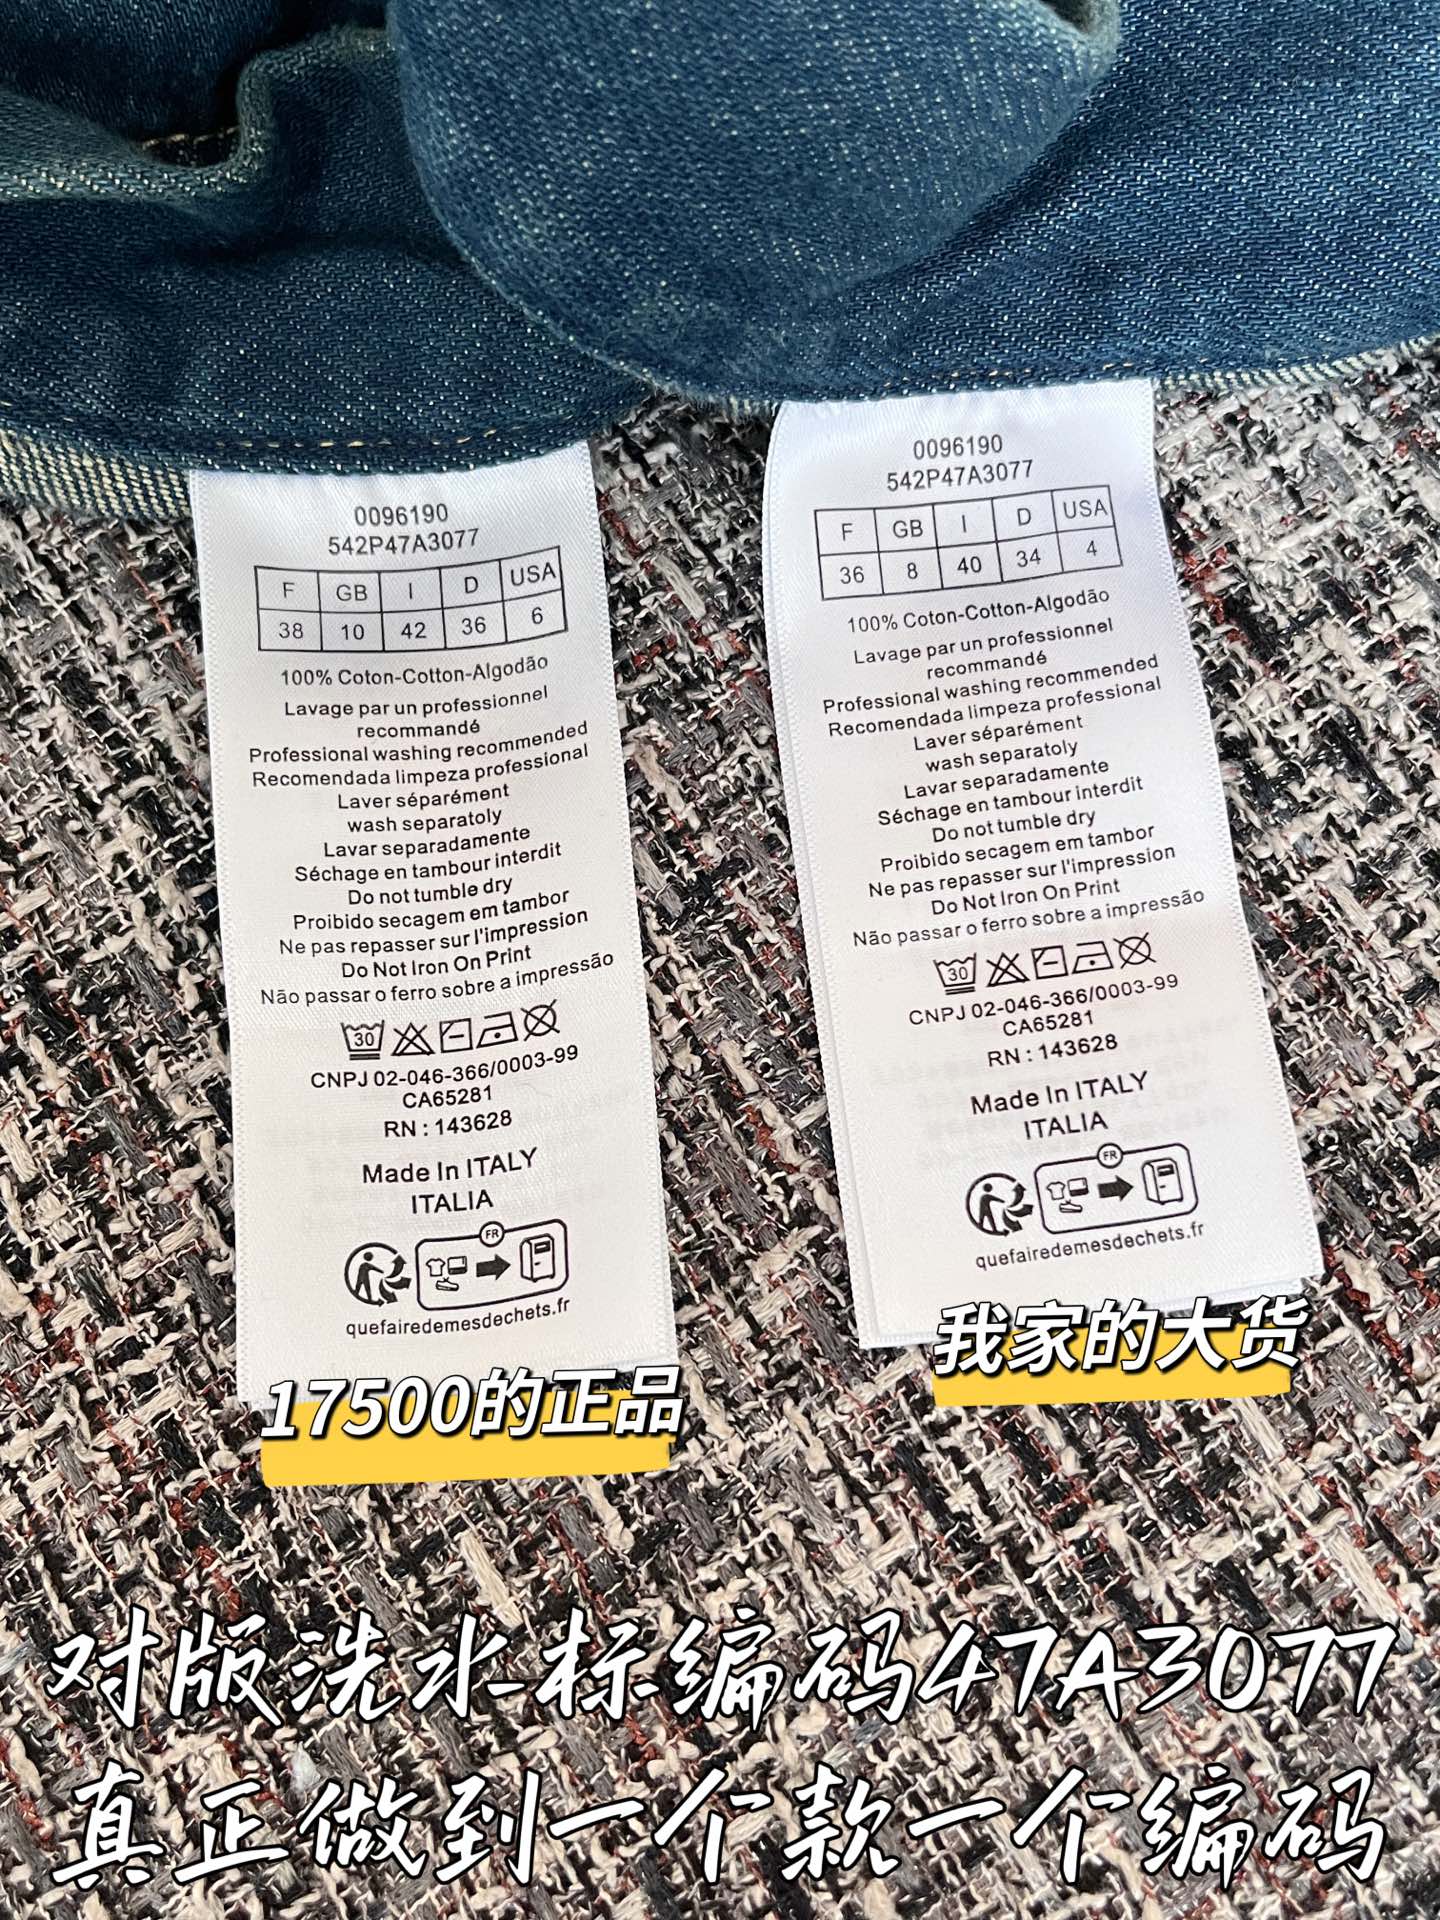 0096190
542P47A3077
F GB I D USA
38 10 42 36 6
100% Coton-Cotton-Algodão
Lavage par un professionnel
recommandé
Professional washing recommended
Recomendada limpeza professional
Laver séparément
wash separatoly
Lavar separadamente
Séchage en tambour interdit
Do not tumble dry
Proibido secagem em tambor
Ne pas repasser sur l'impression
Do Not Iron On Print
Não passar o ferro sobre a impressão
30
CNPJ 02-046-366/0003-99
CA65281
RN : 143628
Made In ITALY
ITALIA
FR
quefairedemesdechets.fr
17500的正品
0096190
542P47A3077
F GB I D USA
36 8 40 34 4
100% Coton-Cotton-Algodão
Lavage par un professionnel
recommandé
Professional washing recommended
Recomendada limpeza professional
Laver séparément
wash separatoly
Lavar separadamente
Séchage en tambour interdit
Do not tumble dry
Proibido secagem em tambor
Ne pas repasser sur l'impression
Do Not Iron On Print
Não passar o ferro sobre a impressão
30
CNPJ 02-046-366/0003-99
CA65281
RN : 143628
Made In ITALY
ITALIA
FR
quefairedemesdechets.fr
我家的大货
对版洗水标编码47A3077
真正做到一个款一个编码